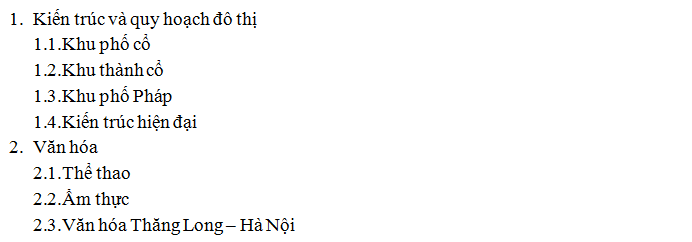 1. Kiến trúc và quy hoạch đô thị
1.1.Khu phố cổ
1.2.Khu thành cổ
1.3.Khu phố Pháp
1.4.Kiến trúc hiện đại
2. Văn hóa
2.1.Thể thao
2.2.Ẩm thực
2.3.Văn hóa Thăng Long – Hà Nội